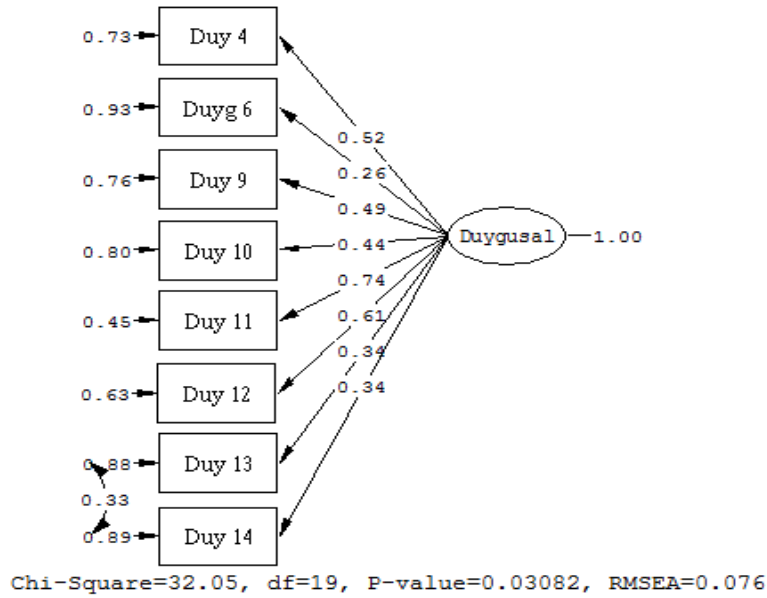 0.73 Duy 4
0.93 Duyg 6
0.52
0.26
0.76 Duy 9
0.49
0.80 Duy 10
0.44
Duygusal 1.00
0.74
0.45 Duy 11
0.61
0.34
0.63 Duy 12
0.34
0.88 Duy 13
0.33
0.89 Duy 14
Chi-Square=32.05, df=19, P-value=0.03082, RMSEA=0.076